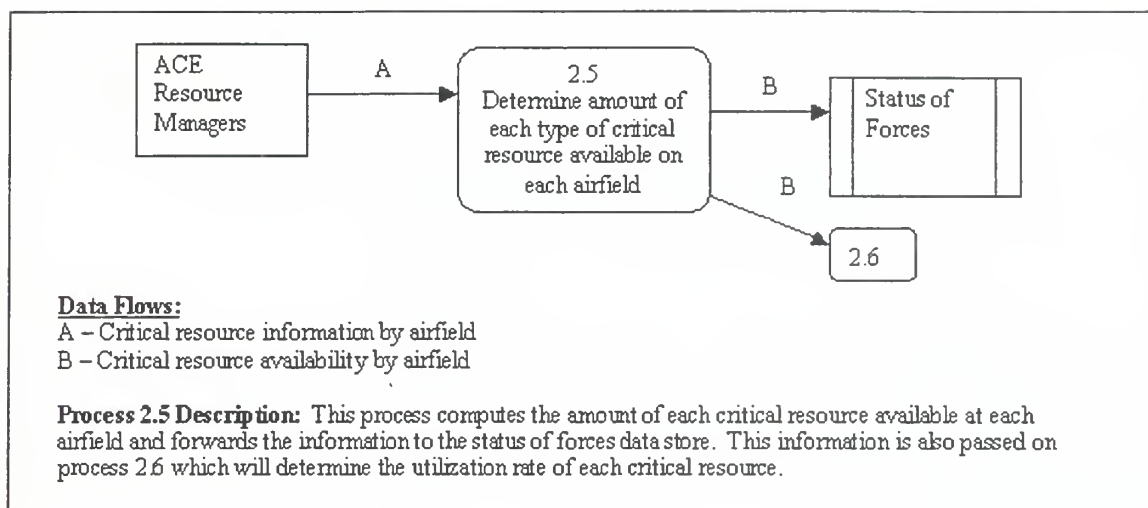 ACE
Resource
Managers
A
2.5
Determine amount of
each type of critical
resource available on
each airfield
B
Status of
Forces
B
2.6
Data Flows:
A – Critical resource information by airfield
B – Critical resource availability by airfield
Process 2.5 Description: This process computes the amount of each critical resource available at each
airfield and forwards the information to the status of forces data store. This information is also passed on
process 2.6 which will determine the utilization rate of each critical resource.